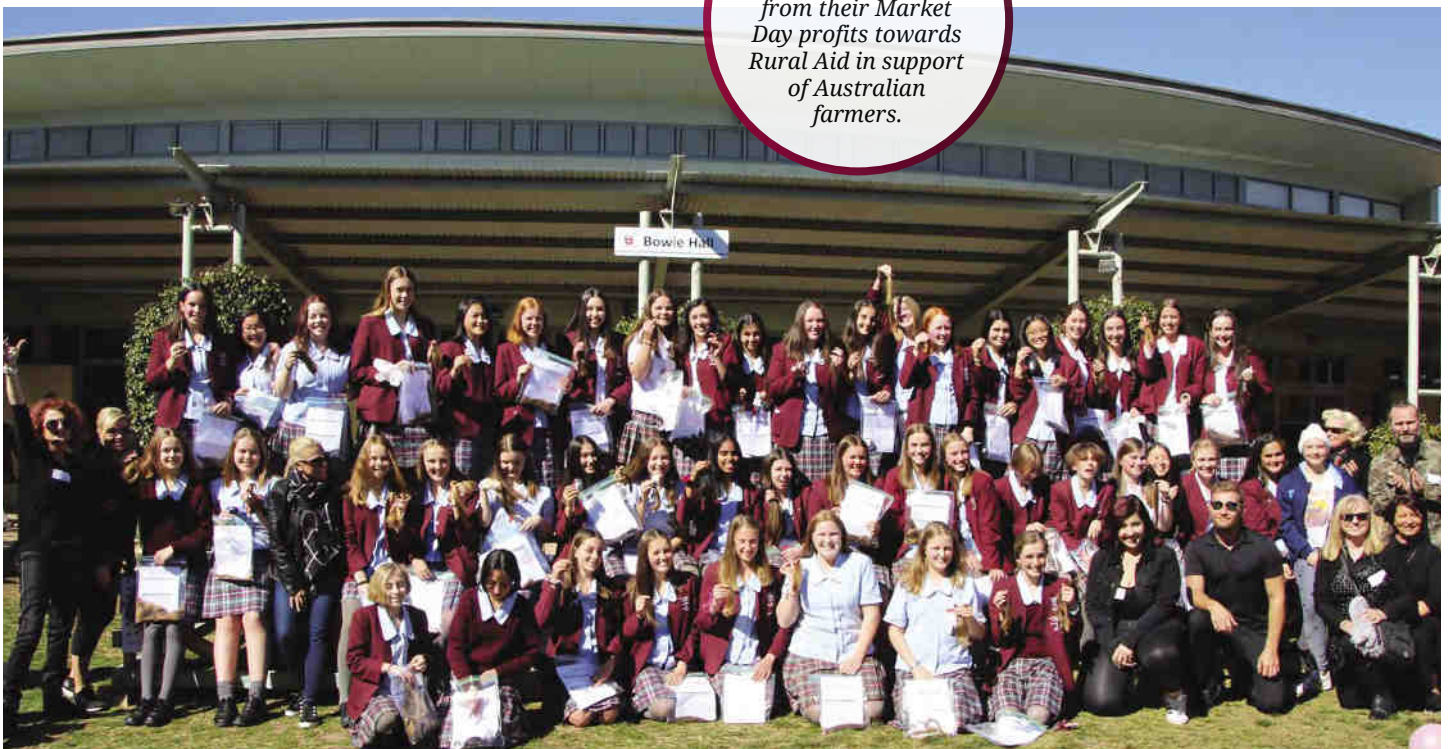 from their Market
Day profits towards
Rural Aid in support
of Australian
farmers.
Bowie Hall